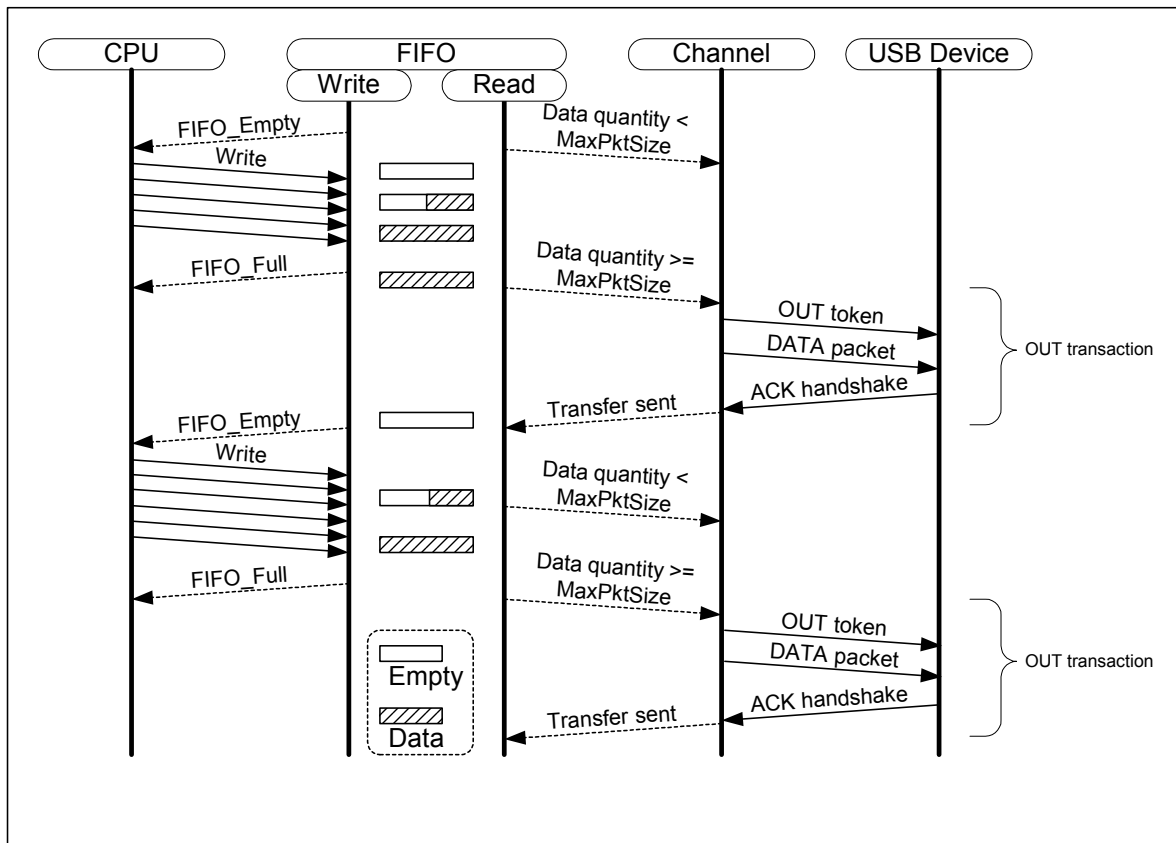 CPU
FIFO
Channel
USB Device
Write
Read
FIFO_Empty
Data quantity <
MaxPktSize
Write
FIFO_Full
Data quantity >=
MaxPktSize
OUT token
DATA packet
OUT transaction
ACK handshake
Transfer sent
FIFO_Empty
Write
Data quantity <
MaxPktSize
FIFO_Full
Data quantity >=
MaxPktSize
OUT token
DATA packet
OUT transaction
ACK handshake
Transfer sent
Empty
Data